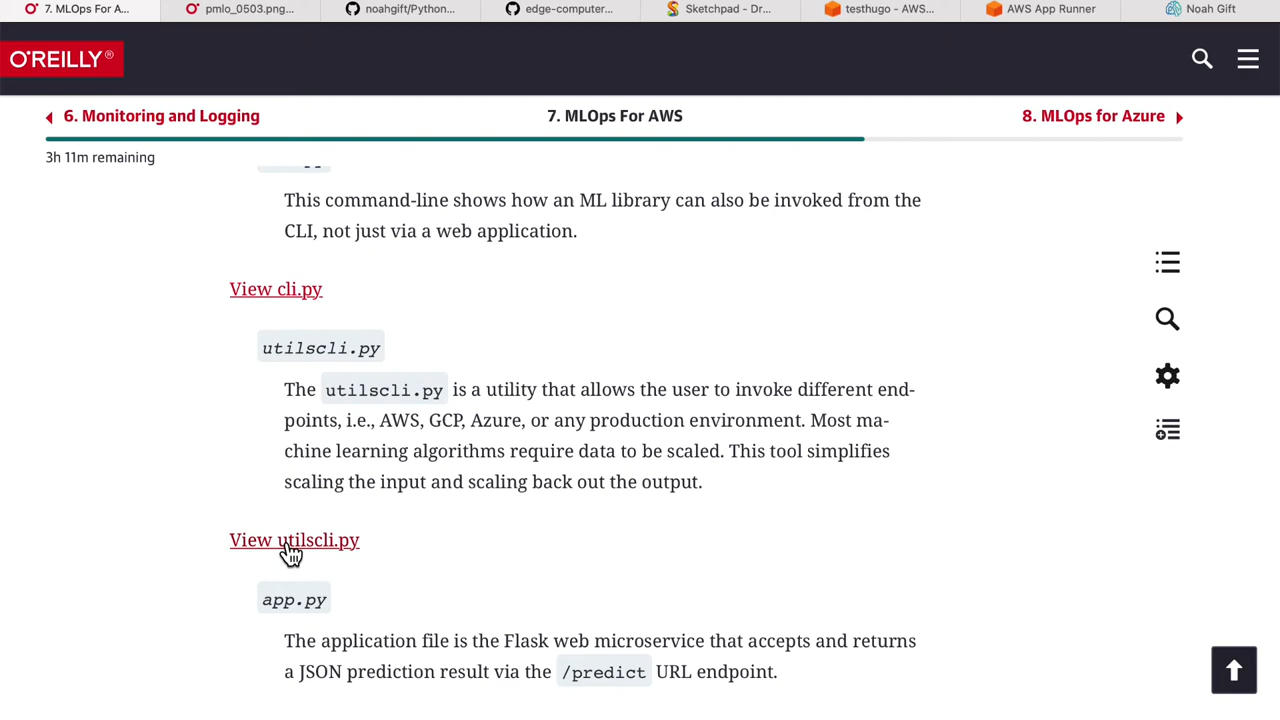 7. MLOps For A...
pmlo_0503.png...
noahgift/Python...
edge-computer...
Sketchpad - Dr...
testhugo - AWS...
AWS App Runner
Noah Gift
O'REILLY®
6. Monitoring and Logging
7. MLOps For AWS
8. MLOps for Azure
3h 11m remaining
This command-line shows how an ML library can also be invoked from the
CLI, not just via a web application.
View cli.py
utilscli.py
The utilscli.py is a utility that allows the user to invoke different end-
points, i.e., AWS, GCP, Azure, or any production environment. Most ma-
chine learning algorithms require data to be scaled. This tool simplifies
scaling the input and scaling back out the output.
View utilscli.py
app.py
The application file is the Flask web microservice that accepts and returns
a JSON prediction result via the /predict URL endpoint.